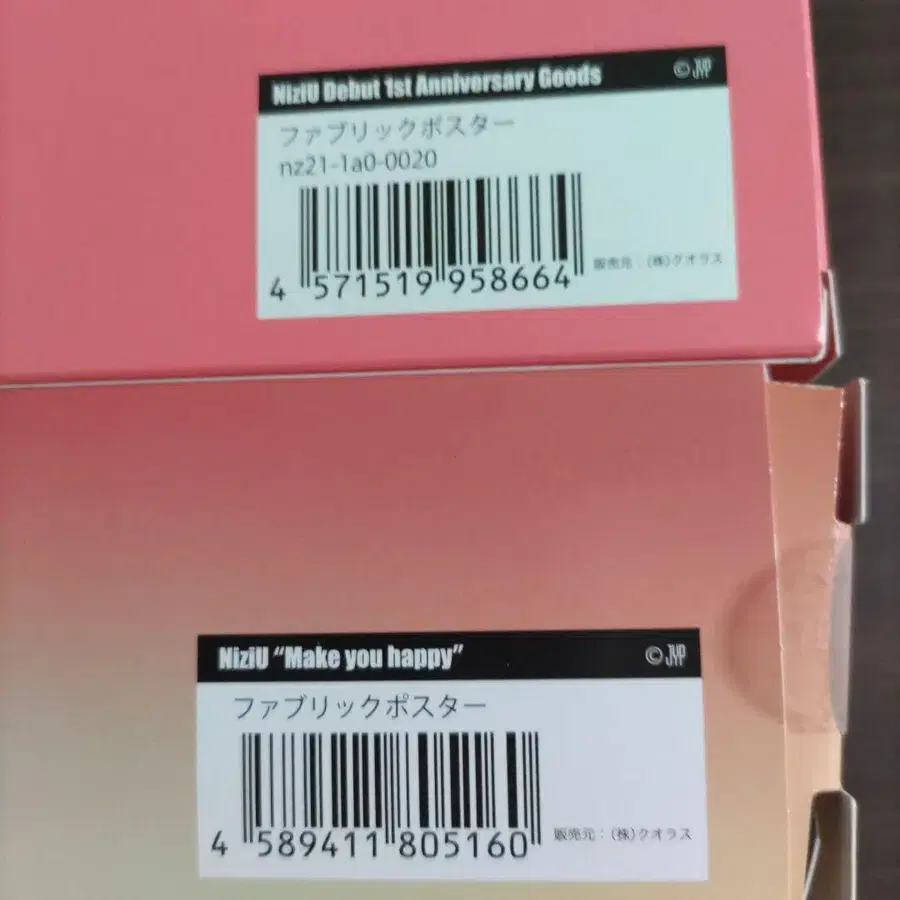 NiziU Debut 1st Anniversary Goods ©JYP
ファブリックポスター
nz21-1a0-0020
販売元：(株)クオラス
4 571519 958664
NiziU “Make you happy” ©JYP
ファブリックポスター
販売元：(株)クオラス
4 589411 805160